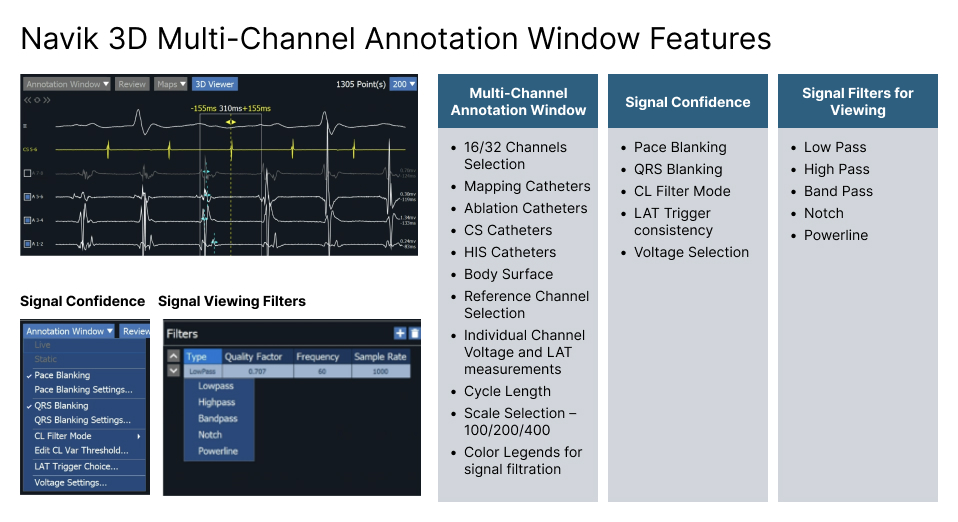 Navik 3D Multi-Channel Annotation Window Features
Annotation Window ▼ Review Maps ▼ 3D Viewer 1305 Point(s) 200 ▼
-155ms 310ms +155ms
II
CS 5-6
A 3-4
1.34mv
A 1-2
0.24mv
Signal Confidence Signal Viewing Filters
Annotation Window ▼ Review
Live
Static
✓ Pace Blanking
Pace Blanking Settings...
✓ QRS Blanking
QRS Blanking Settings...
CL Filter Mode
Edit CL Var Threshold...
LAT Trigger Choice...
Voltage Settings...
Filters
Type Quality Factor Frequency Sample Rate
LowPass 0.707 60 1000
Lowpass
Highpass
Bandpass
Notch
Powerline
Multi-Channel
Annotation Window
• 16/32 Channels
Selection
• Mapping Catheters
• Ablation Catheters
• CS Catheters
• HIS Catheters
• Body Surface
• Reference Channel
Selection
• Individual Channel
Voltage and LAT
measurements
• Cycle Length
• Scale Selection –
100/200/400
• Color Legends for
signal filtration
Signal Confidence
• Pace Blanking
• QRS Blanking
• CL Filter Mode
• LAT Trigger
consistency
• Voltage Selection
Signal Filters for
Viewing
• Low Pass
• High Pass
• Band Pass
• Notch
• Powerline